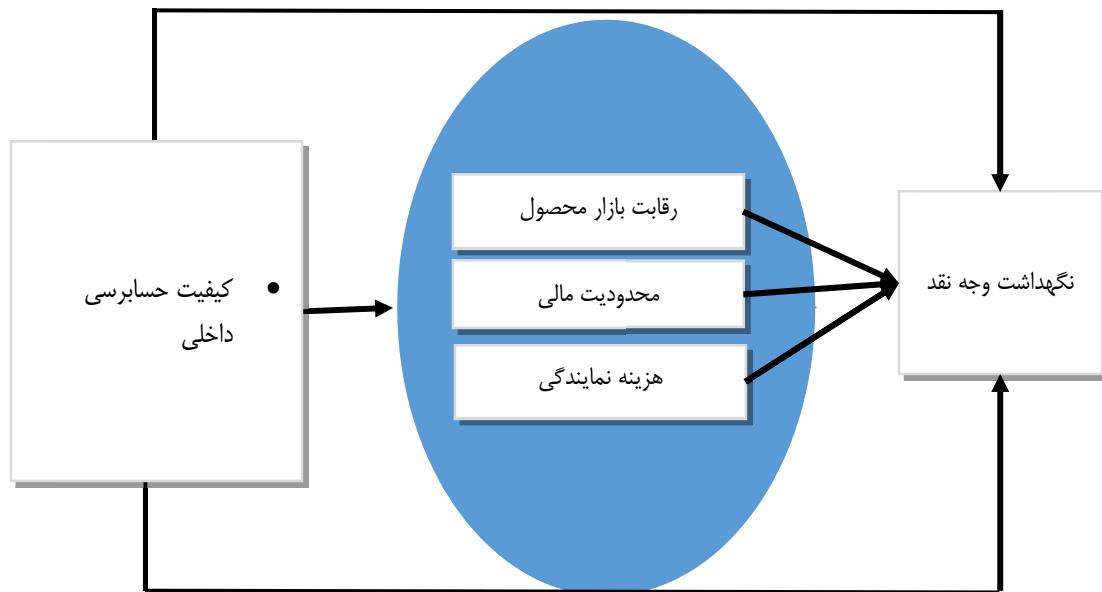 رقابت بازار محصول
نگهداشت وجه نقد
محدودیت مالی
• کیفیت حسابرسی
داخلی
هزینه نمایندگی